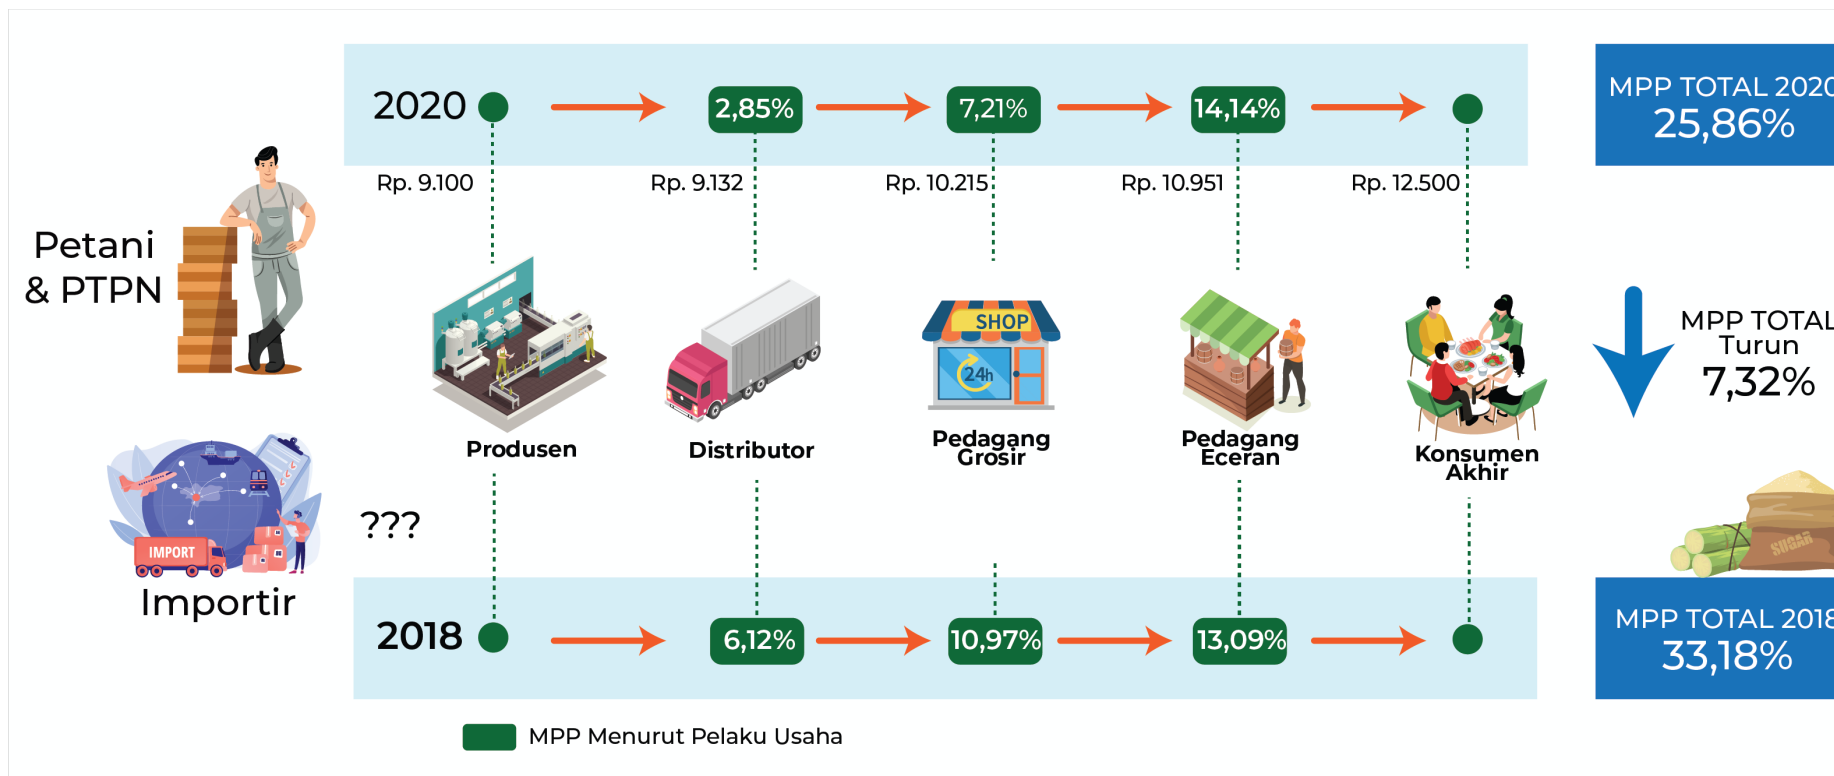 2020
2,85%
7,21%
14,14%
MPP TOTAL 2020
25,86%
Rp. 9.100
Rp. 9.132
Rp. 10.215
Rp. 10.951
Rp. 12.500
Petani
& PTPN
SHOP
24h
MPP TOTAL
Turun
7,32%
Produsen
Distributor
Pedagang
Grosir
Pedagang
Eceran
Konsumen
Akhir
IMPORT
Importir
???
SUGAR
2018
6,12%
10,97%
13,09%
MPP TOTAL 2018
33,18%
MPP Menurut Pelaku Usaha